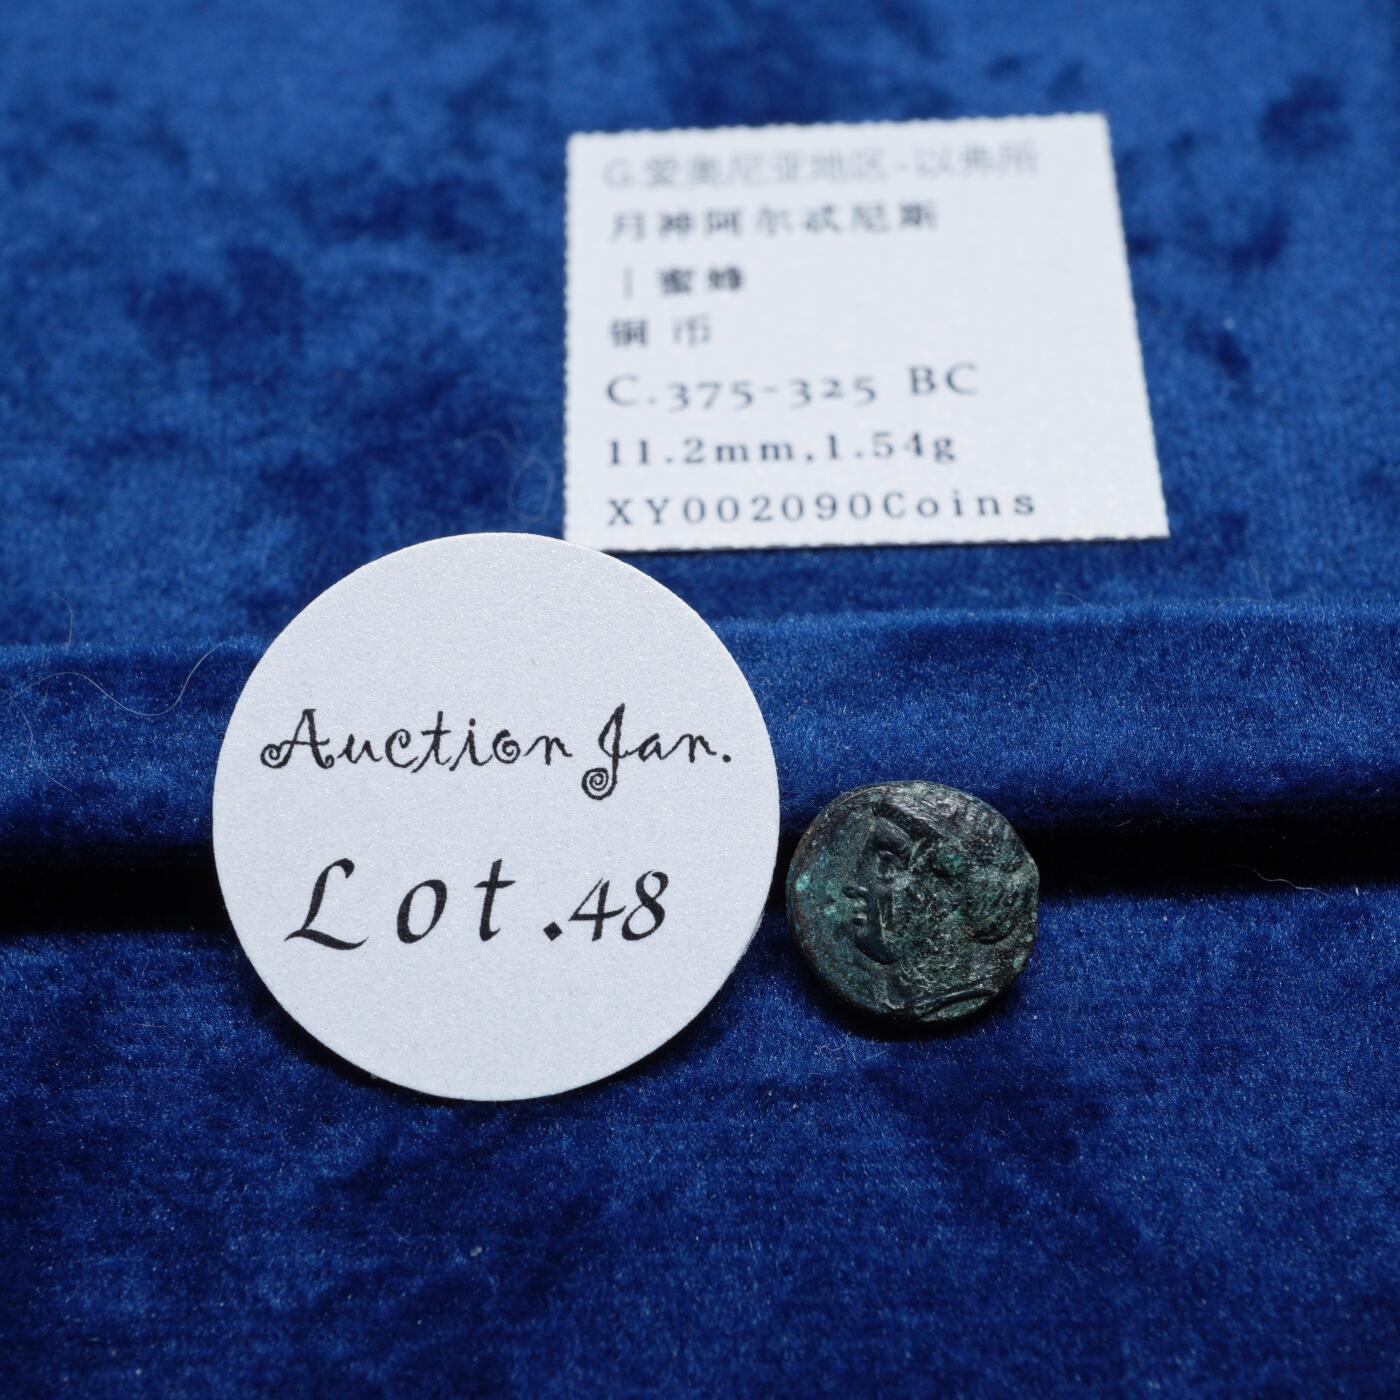 G.爱奥尼亚地区-以弗所
月神阿尔忒尼斯
|蜜蜂
铜币
C.375-325 BC
11.2mm,1.54g
XY002090Coins
Auction Jan.
Lot.48